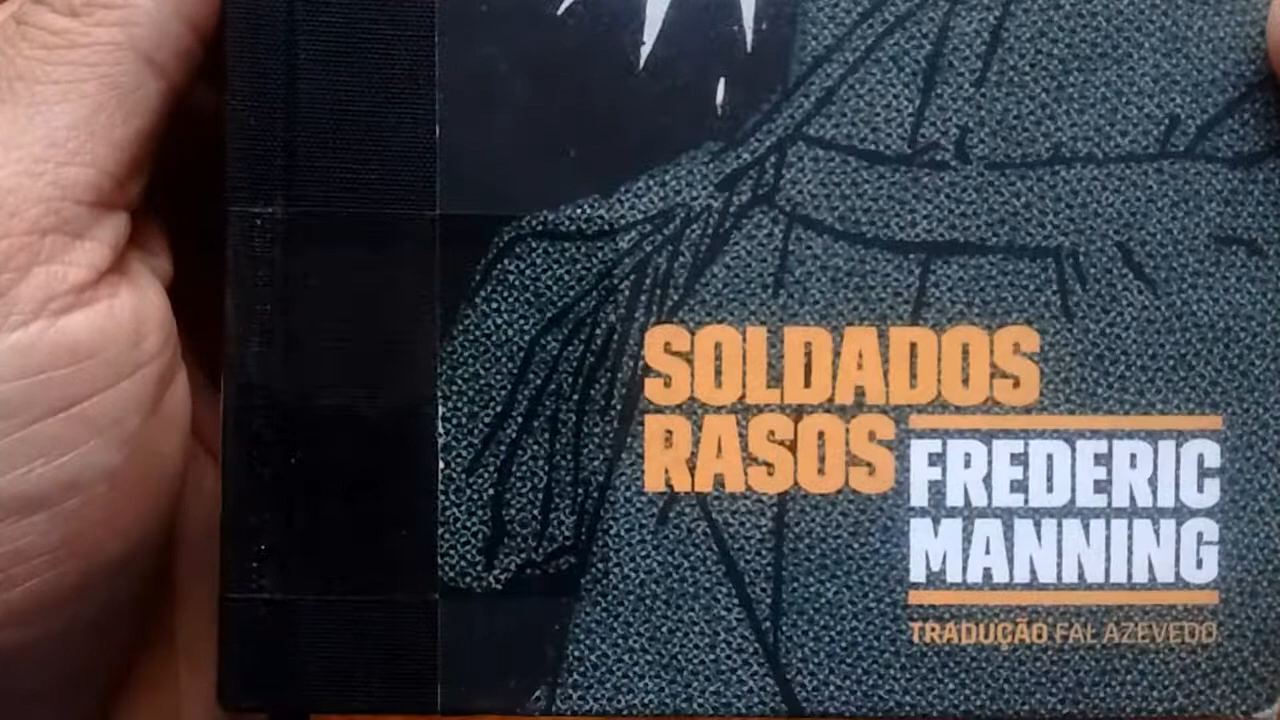 SOLDADOS
RASOS
FREDERIC
MANNING
TRADUÇÃO FAL AZEVEDO